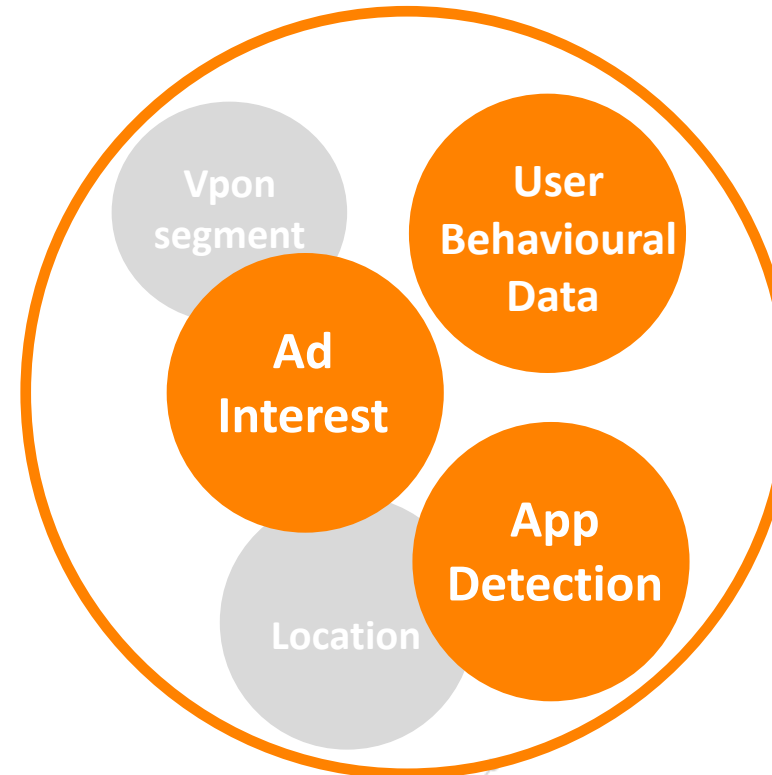 Vpon
segment
User
Behavioural
Data
Ad
Interest
App
Detection
Location